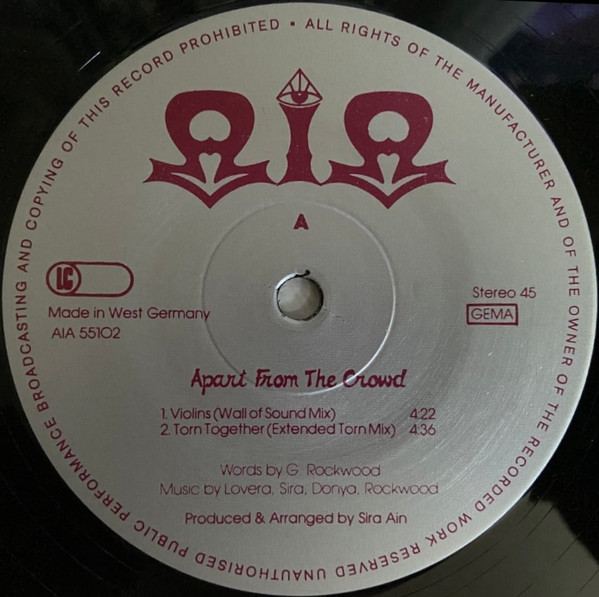 ALL RIGHTS OF THE MANUFACTURER AND OF THE OWNER OF THE RECORDED WORK RESERVED UNAUTHORISED PUBLIC PERFORMANCE BROADCASTING AND COPYING OF THIS RECORD PROHIBITED •
AIA
A
LC
Made in West Germany
AIA 55102
Stereo 45
GEMA
Apart From The Crowd
1. Violins (Wall of Sound Mix) 4:22
2. Torn Together (Extended Torn Mix) 4:36
Words by G. Rockwood
Music by Lovera, Sira, Donya, Rockwood
Produced & Arranged by Sira Ain